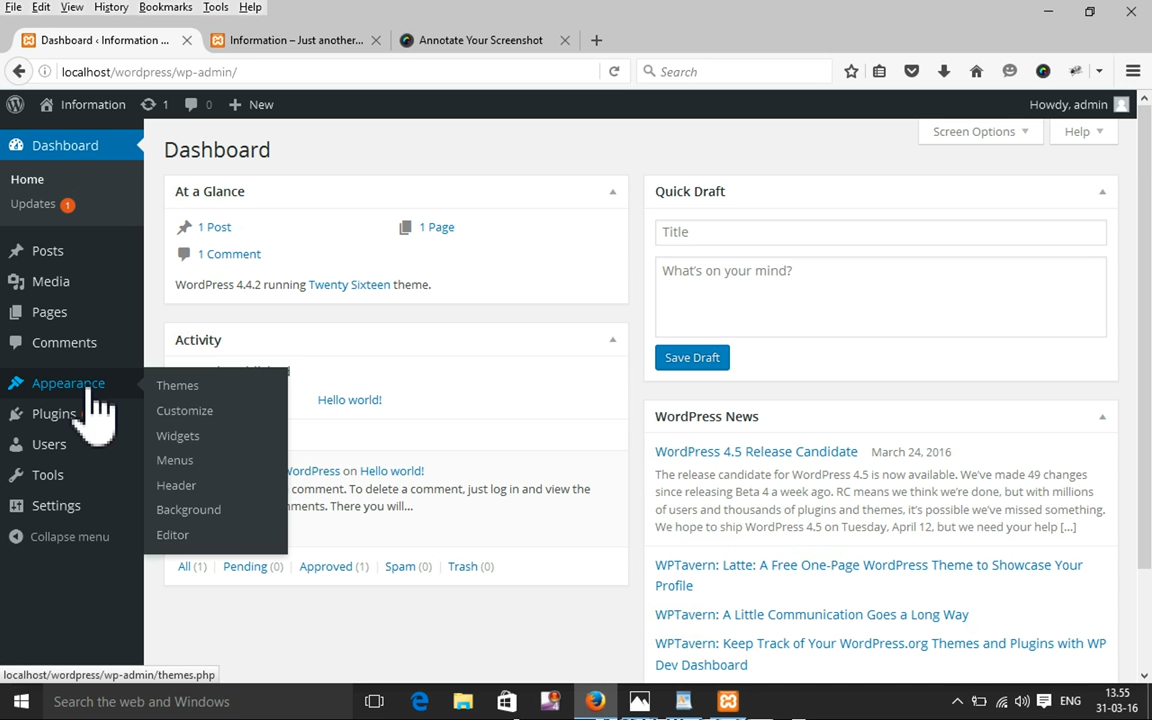 File Edit View History Bookmarks Tools Help
Dashboard ‹ Information ... Information – Just another... Annotate Your Screenshot
localhost/wordpress/wp-admin/ Search
Information 1 0 New Howdy, admin
Dashboard
Home
Updates 1
Posts
Media
Pages
Comments
Appearance
Plugins
Users
Tools
Settings
Collapse menu
Themes
Customize
Widgets
Menus
Header
Background
Editor
Screen Options Help
Dashboard
At a Glance
1 Post 1 Page
1 Comment
WordPress 4.4.2 running Twenty Sixteen theme.
Activity
Hello world!
WordPress on Hello world!
comment. To delete a comment, just log in and view the
There you will...
All (1) | Pending (0) | Approved (1) | Spam (0) | Trash (0)
Quick Draft
Title
What's on your mind?
Save Draft
WordPress News
WordPress 4.5 Release Candidate March 24, 2016
The release candidate for WordPress 4.5 is now available. We've made 49 changes
since releasing Beta 4 a week ago. RC means we think we're done, but with millions
of users and thousands of plugins and themes, it's possible we've missed something.
We hope to ship WordPress 4.5 on Tuesday, April 12, but we need your help [...]
WPTavern: Latte: A Free One-Page WordPress Theme to Showcase Your
Profile
WPTavern: A Little Communication Goes a Long Way
WPTavern: Keep Track of Your WordPress.org Themes and Plugins with WP
Dev Dashboard
localhost/wordpress/wp-admin/themes.php
Search the web and Windows
ENG
13.55
31-03-16